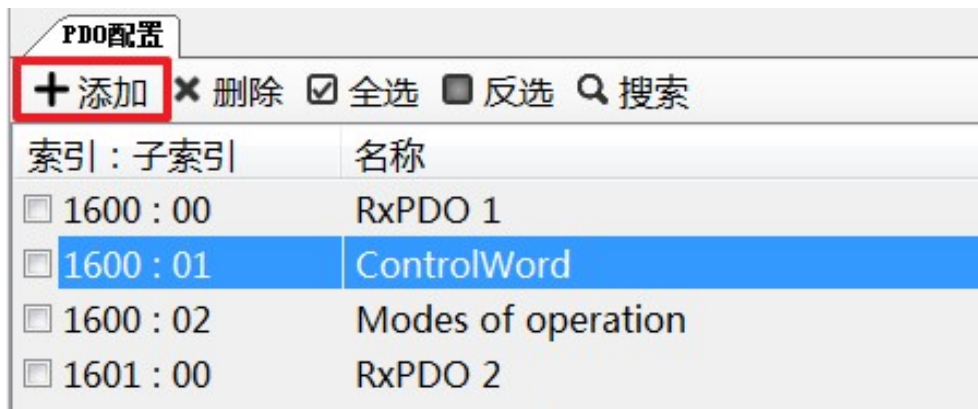 PDO配置
添加 删除 全选 反选 搜索
索引：子索引 名称
1600 : 00 RxPDO 1
1600 : 01 ControlWord
1600 : 02 Modes of operation
1601 : 00 RxPDO 2